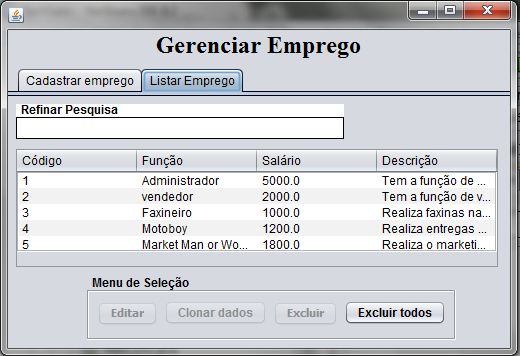 Gerenciar Emprego
Cadastrar emprego Listar Emprego
Refinar Pesquisa
Código Função Salário Descrição
1 Administrador 5000.0 Tem a função de ...
2 vendedor 2000.0 Tem a função de v...
3 Faxineiro 1000.0 Realiza faxinas na...
4 Motoboy 1200.0 Realiza entregas ...
5 Market Man or Wo... 1800.0 Realiza o marketi...
Menu de Seleção
Editar Clonar dados Excluir Excluir todos